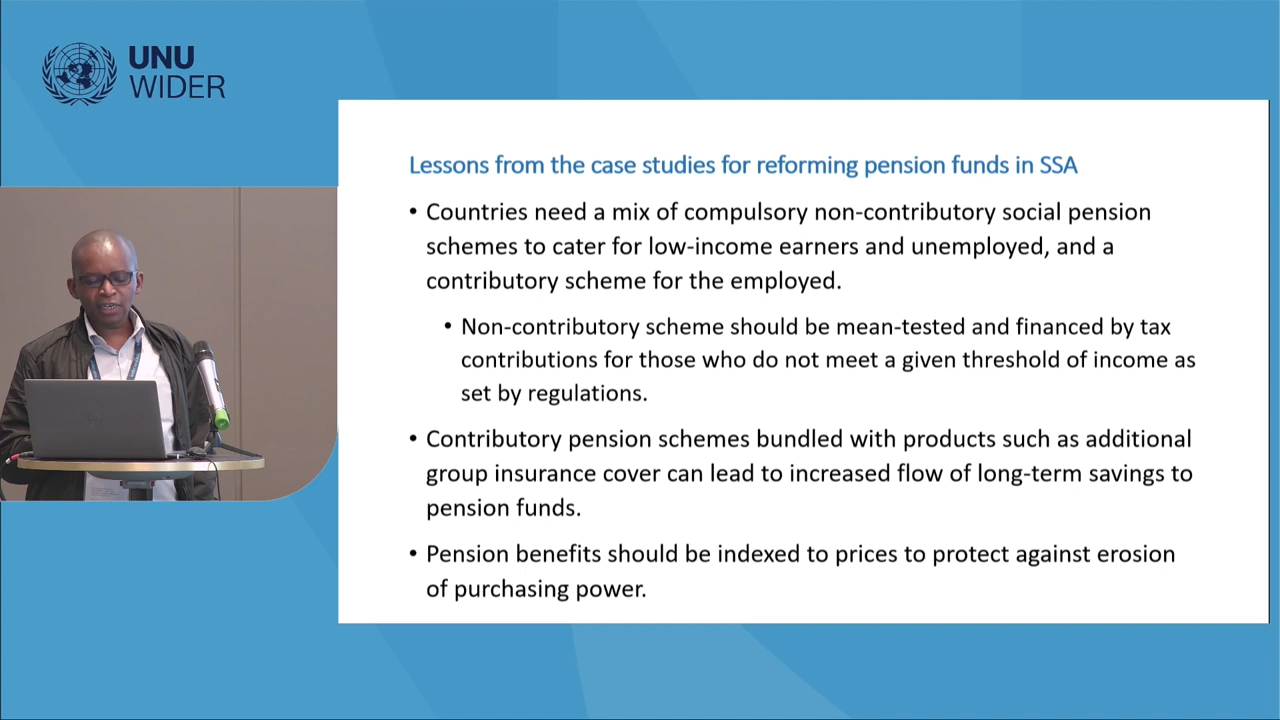 UNU
WIDER
Lessons from the case studies for reforming pension funds in SSA
• Countries need a mix of compulsory non-contributory social pension
schemes to cater for low-income earners and unemployed, and a
contributory scheme for the employed.
• Non-contributory scheme should be mean-tested and financed by tax
contributions for those who do not meet a given threshold of income as
set by regulations.
• Contributory pension schemes bundled with products such as additional
group insurance cover can lead to increased flow of long-term savings to
pension funds.
• Pension benefits should be indexed to prices to protect against erosion
of purchasing power.